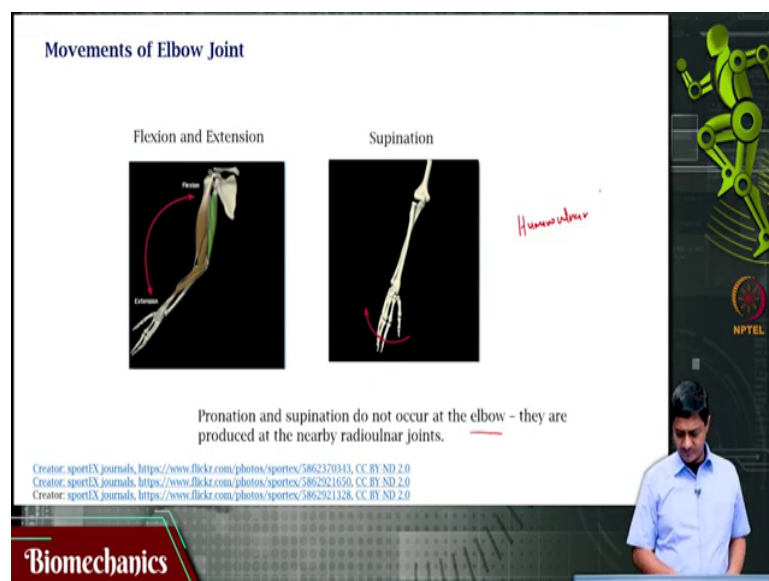 Movements of Elbow Joint
Flexion and Extension
Supination
Flexion
Extension
Humeroulnar
Pronation and supination do not occur at the elbow – they are
produced at the nearby radioulnar joints.
Creator: sportEX journals, https://www.flickr.com/photos/sportex/5862370343, CC BY-ND 2.0
Creator: sportEX journals, https://www.flickr.com/photos/sportex/5862921650, CC BY-ND 2.0
Creator: sportEX journals, https://www.flickr.com/photos/sportex/5862921328, CC BY-ND 2.0
NPTEL
Biomechanics